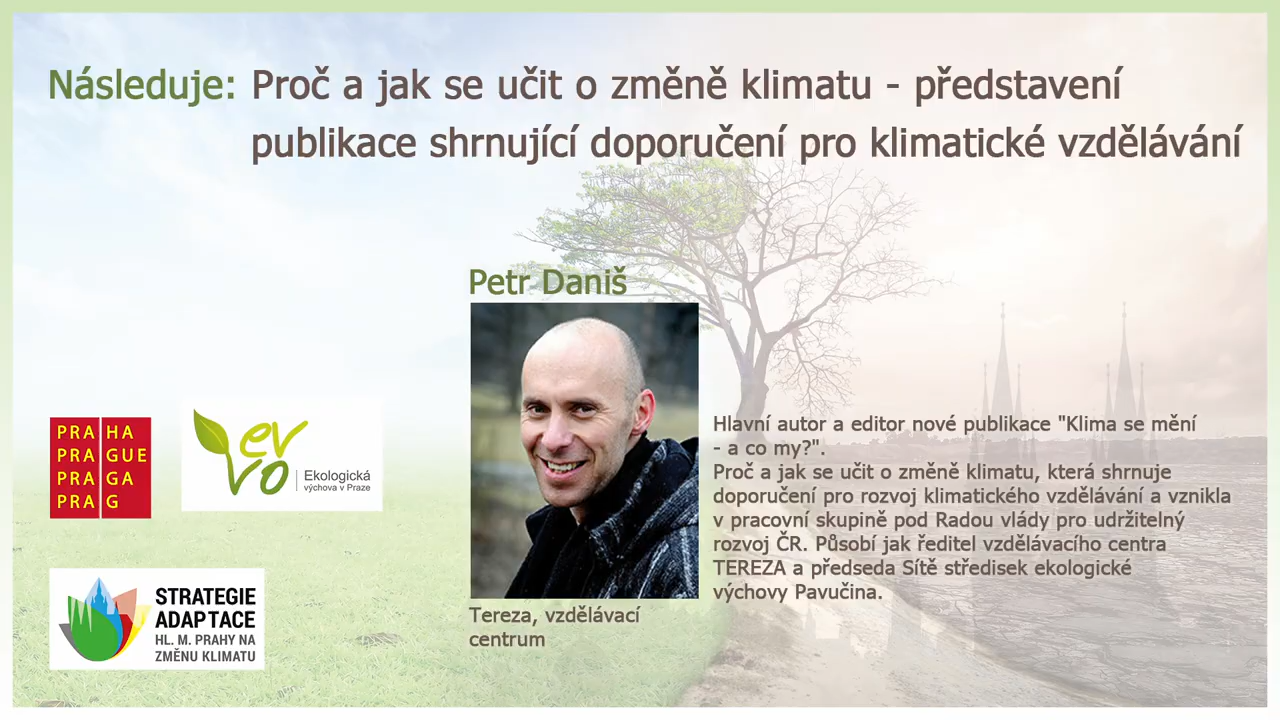 Následuje: Proč a jak se učit o změně klimatu - představení
publikace shrnující doporučení pro klimatické vzdělávání
Petr Daniš
Hlavní autor a editor nové publikace "Klima se mění
- a co my?".
Proč a jak se učit o změně klimatu, která shrnuje
doporučení pro rozvoj klimatického vzdělávání a vznikla
v pracovní skupině pod Radou vlády pro udržitelný
rozvoj ČR. Působí jak ředitel vzdělávacího centra
TEREZA a předseda Sítě středisek ekologické
výchovy Pavučina.
Tereza, vzdělávací
centrum
PRA HA
PRA GUE
PRA GA
PRA G
evvo
Ekologická
výchova v Praze
STRATEGIE
ADAPTACE
HL. M. PRAHY NA
ZMĚNU KLIMATU